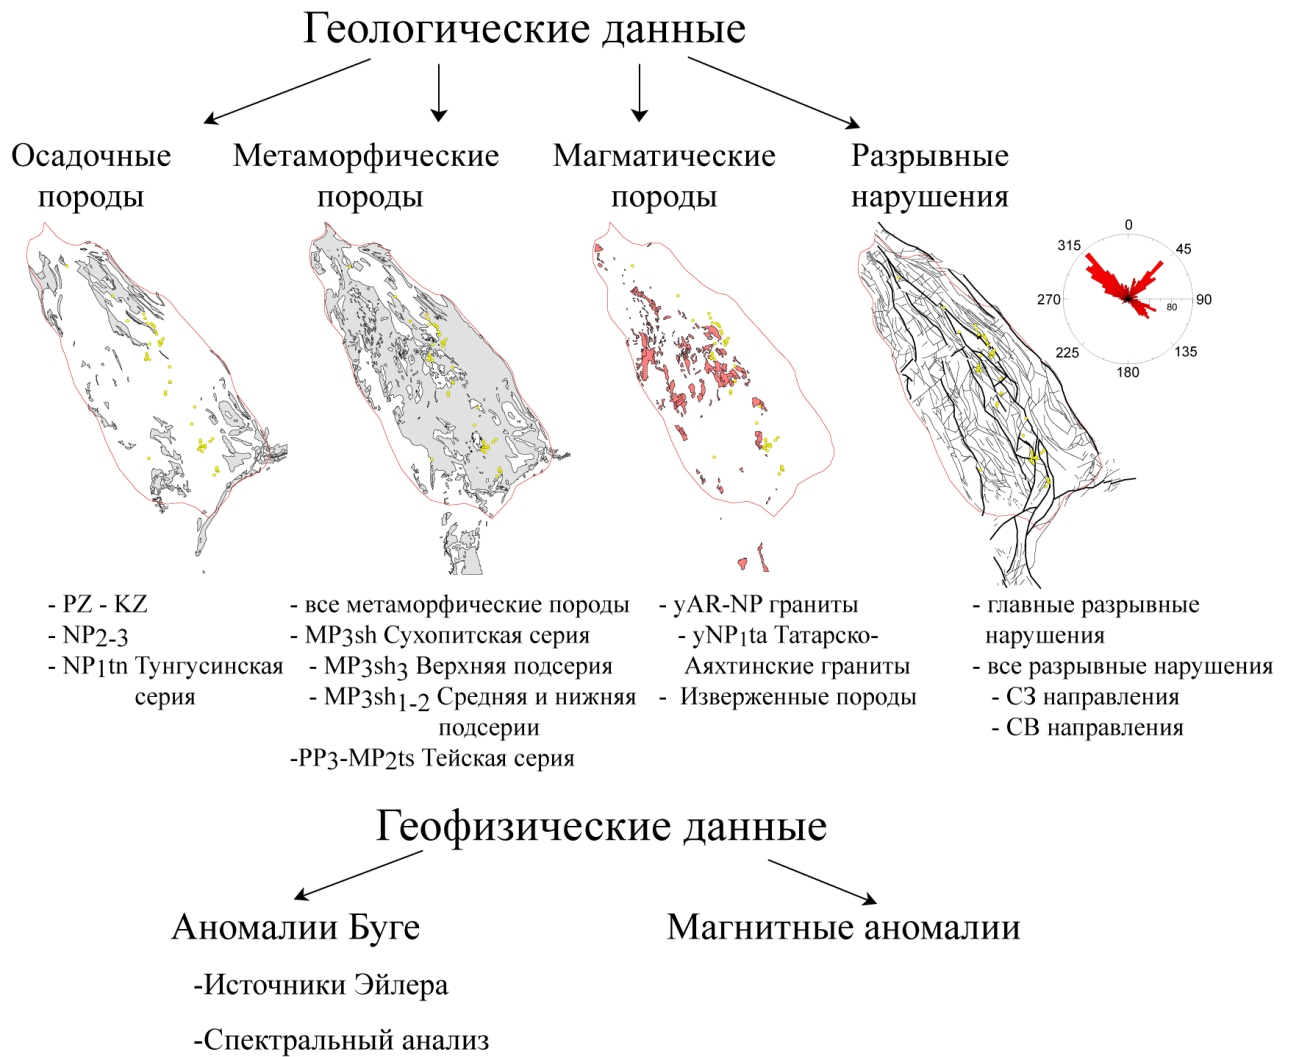 Геологические данные
Осадочные
породы
Метаморфические
породы
Магматические
породы
Разрывные
нарушения
0
45
90
135
180
225
270
315
80
- PZ - KZ
- NP2-3
- NP1tn Тунгусинская
серия
- все метаморфические породы
- MP3sh Сухопитская серия
- MP3sh3 Верхняя подсерия
- MP3sh1-2 Средняя и нижняя
подсерии
-PP3-MP2ts Тейская серия
- γAR-NP граниты
- γNP1ta Татарско-
Аяхтинские граниты
- Изверженные породы
- главные разрывные
нарушения
- все разрывные нарушения
- СЗ направления
- СВ направления
Геофизические данные
Аномалии Буге
-Источники Эйлера
-Спектральный анализ
Магнитные аномалии